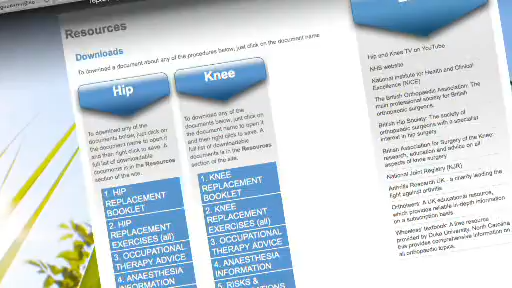 Resources
Downloads
To download a document about any of the procedures below, just click on the document name
Hip
To download any of the
documents below, just click on
the document name to open it
and then right click to save. A
full list of downloadable
documents is in the Resources
section of the site.
1. HIP
REPLACEMENT
BOOKLET
2. HIP
REPLACEMENT
EXERCISES (all)
3. OCCUPATIONAL
THERAPY ADVICE
4. ANAESTHESIA
INFORMATION
Knee
To download any of the
documents below, just click on
the document name to open it
and then right click to save. A
full list of downloadable
documents is in the Resources
section of the site.
1. KNEE
REPLACEMENT
BOOKLET
2. KNEE
REPLACEMENT
EXERCISES (all)
3. OCCUPATIONAL
THERAPY ADVICE
4. ANAESTHESIA
INFORMATION
5. RISKS &
Hip and Knee TV on YouTube
NHS website
National Institute for Health and Clinical
Excellence (NICE)
The British Orthopaedic Association: The
main professional society for British
orthopaedic surgeons.
British Hip Society: The society of
orthopaedic surgeons with a specialist
interest in hip surgery
British Association for Surgery of the Knee:
research, education and advice on all
aspects of knee surgery
National Joint Registry (NJR)
Arthritis Research UK - a charity leading the
fight against arthritis.
Orthoteers: A UK educational resource,
which provides reliable in-depth information
on a subscription basis
Wheeless' textbook: A free resource
provided by Duke University, North Carolina
that provides comprehensive information on
all orthopaedic topics.